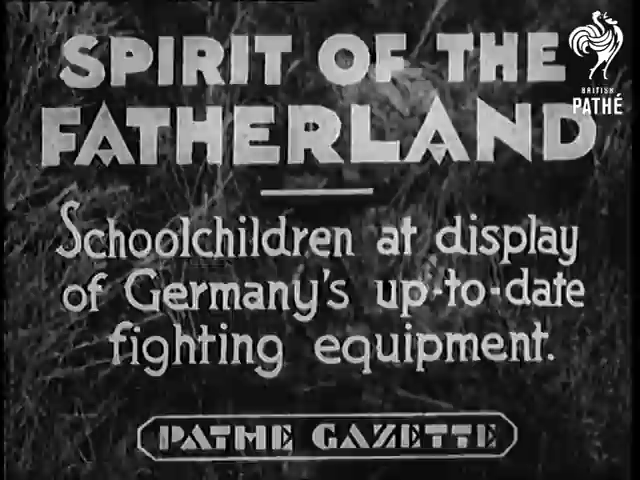 SPIRIT OF THE
FATHERLAND
Schoolchildren at display
of Germany's up-to-date
fighting equipment.
PATHE GAZETTE
BRITISH
PATHÉ